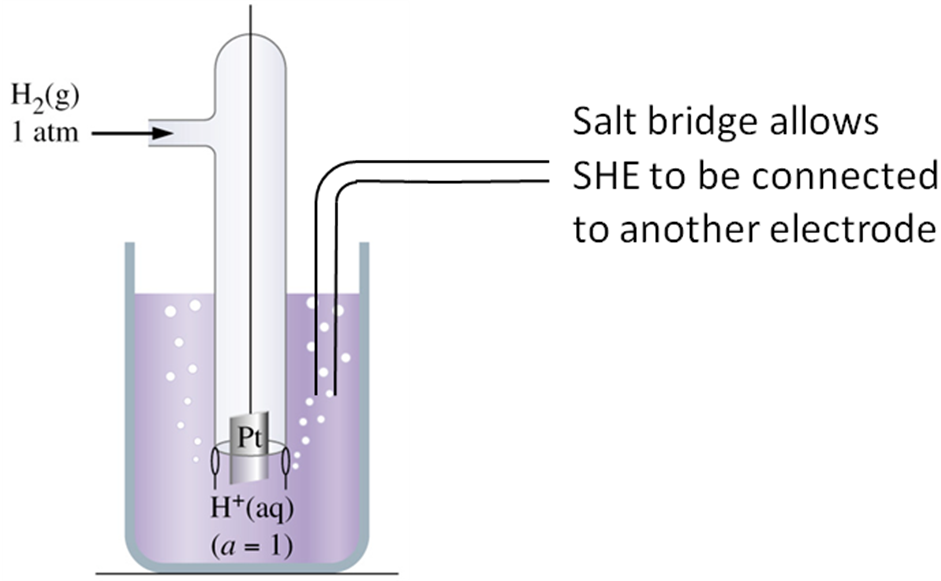 H₂(g)
1 atm
Salt bridge allows
SHE to be connected
to another electrode
Pt
H⁺(aq)
(a = 1)